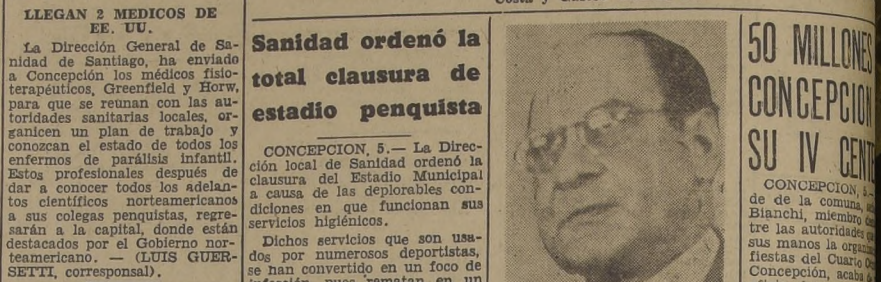 LLEGAN 2 MEDICOS DE
EE. UU.
La Dirección General de Sa-
nidad de Santiago, ha enviado
a Concepción los médicos fisio-
terapéuticos, Greenfield y Horw,
para que se reúnan con las au-
toridades sanitarias locales, or-
ganicen un plan de trabajo y
conozcan el estado de todos los
enfermos de parálisis infantil.
Estos profesionales después de
dar a conocer todos los adelan-
tos científicos norteamericanos
a sus colegas penquistas, regre-
sarán a la capital, donde están
destacados por el Gobierno nor-
teamericano. — (LUIS GUER-
SETTI, corresponsal).
Sanidad ordenó la
total clausura de
estadio penquista
CONCEPCION, 5.— La Direc-
ción local de Sanidad ordenó la
clausura del Estadio Municipal
a causa de las deplorables con-
diciones en que funcionan sus
servicios higiénicos.
Dichos servicios que son usa-
dos por numerosos deportistas,
se han convertido en un foco de
50 MILLONES
CONCEPCION
SU IV CENTE
CONCEPCION, 5.—
de de la comuna,
Bianchi, miembro
tre las autoridades
sus manos la organi
fiestas del Cuarto
Concepción, acaba